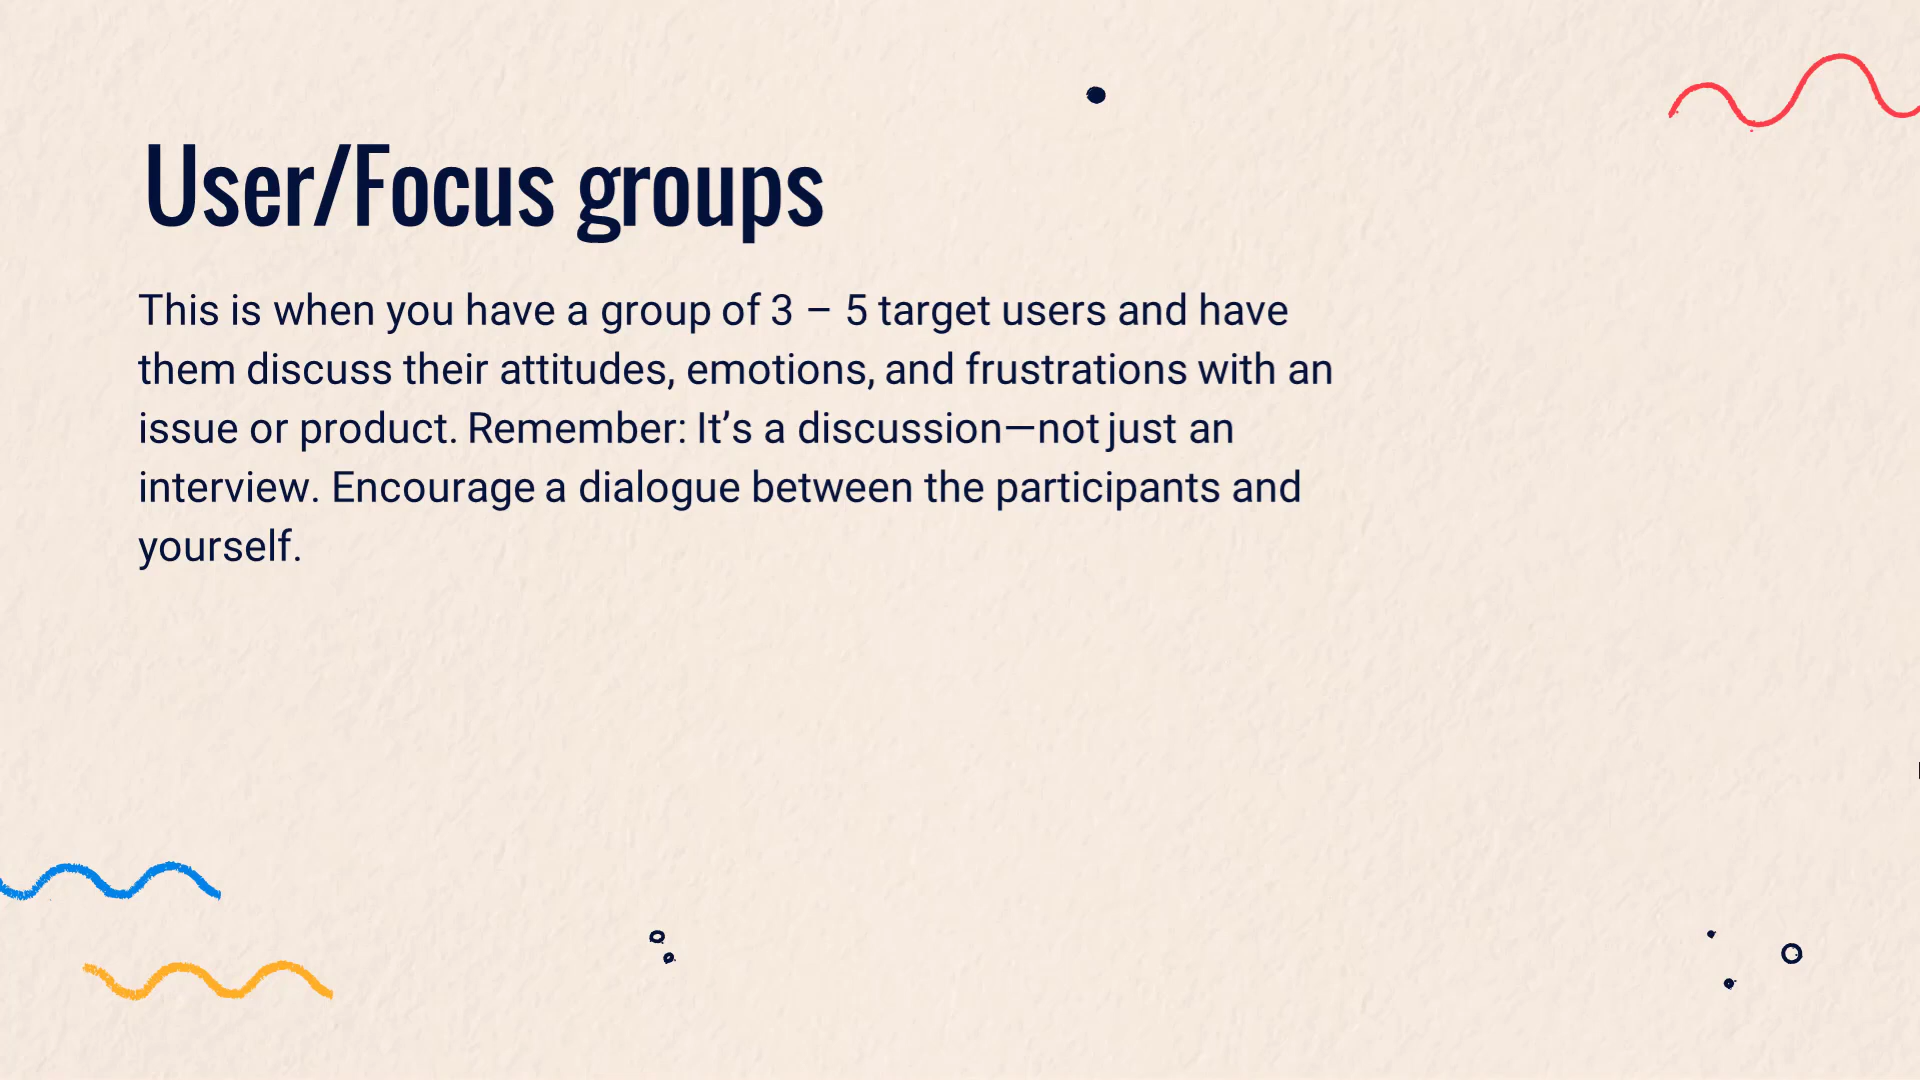 User/Focus groups
This is when you have a group of 3 – 5 target users and have
them discuss their attitudes, emotions, and frustrations with an
issue or product. Remember: It’s a discussion—not just an
interview. Encourage a dialogue between the participants and
yourself.